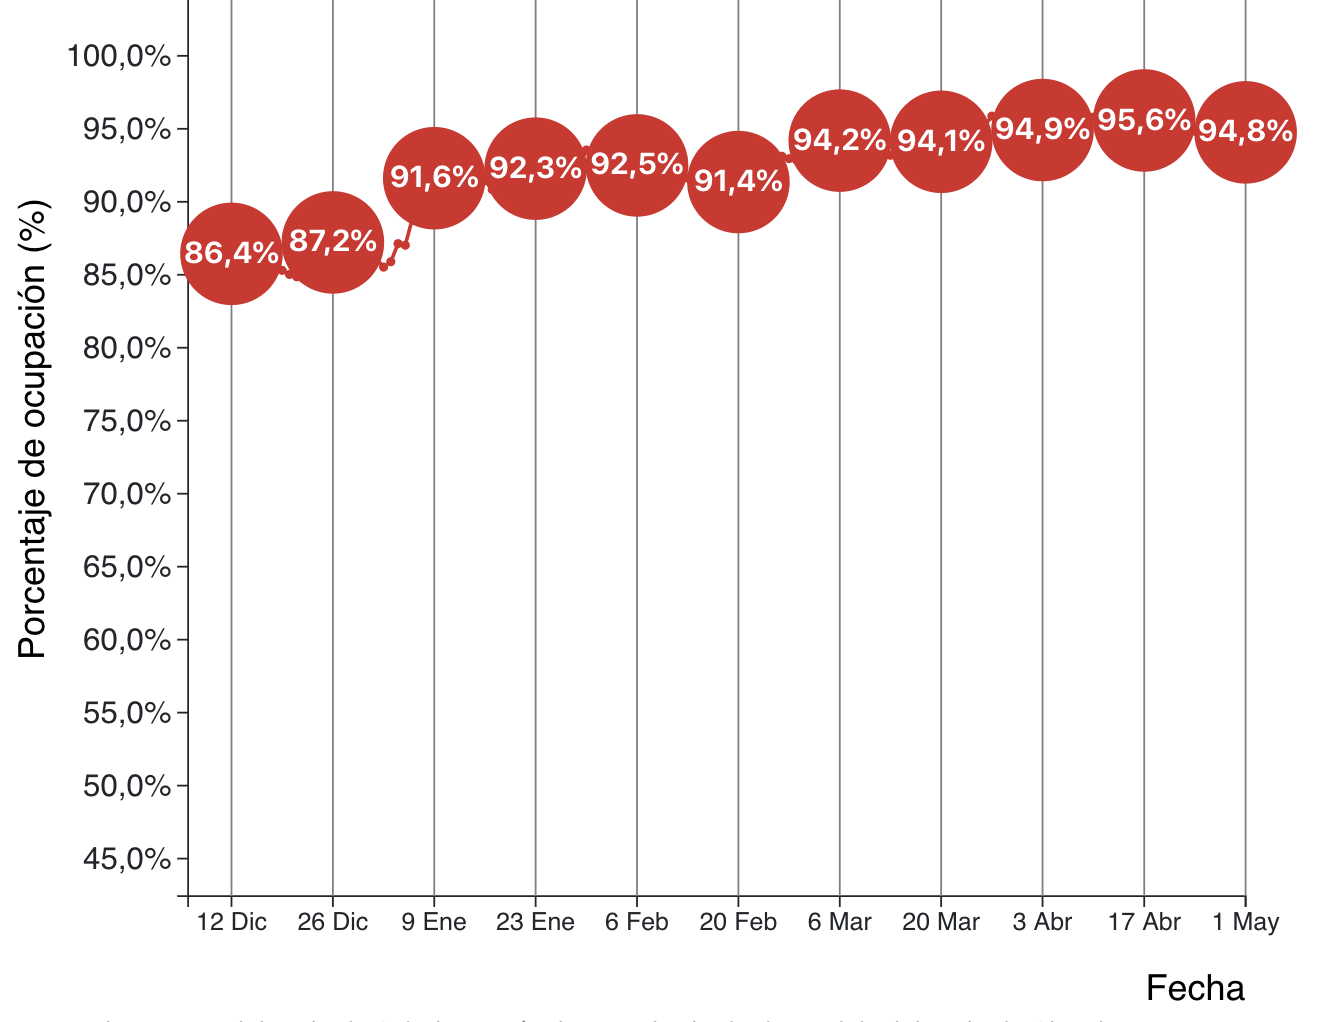 Porcentaje de ocupación (%)
100,0%
95,0%
90,0%
85,0%
80,0%
75,0%
70,0%
65,0%
60,0%
55,0%
50,0%
45,0%
86,4%
87,2%
91,6%
92,3%
92,5%
91,4%
94,2%
94,1%
94,9%
95,6%
94,8%
12 Dic
26 Dic
9 Ene
23 Ene
6 Feb
20 Feb
6 Mar
20 Mar
3 Abr
17 Abr
1 May
Fecha